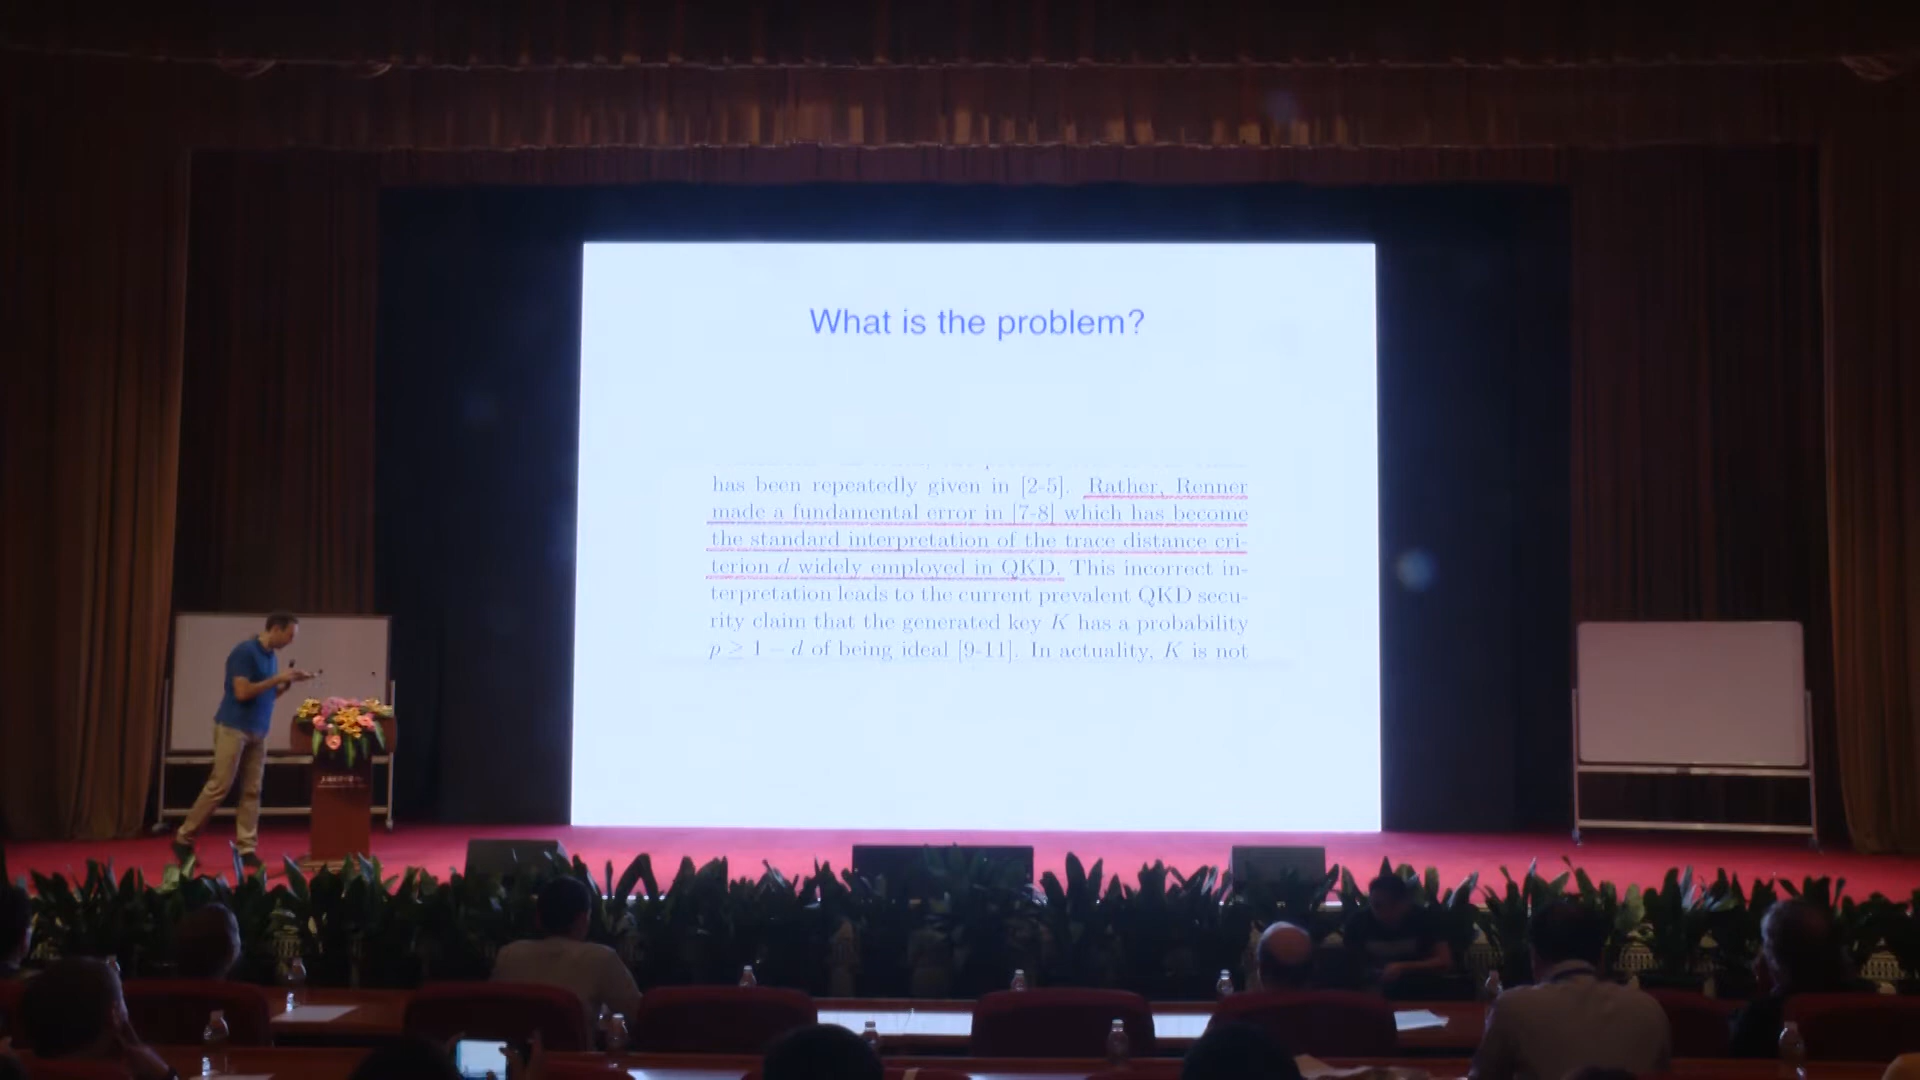 What is the problem?
has been repeatedly given in [2-5]. Rather, Renner
made a fundamental error in [7-8] which has become
the standard interpretation of the trace distance cri-
terion d widely employed in QKD. This incorrect in-
terpretation leads to the current prevalent QKD secu-
rity claim that the generated key K has a probability
p ≥ 1 − d of being ideal [9-11]. In actuality, K is not